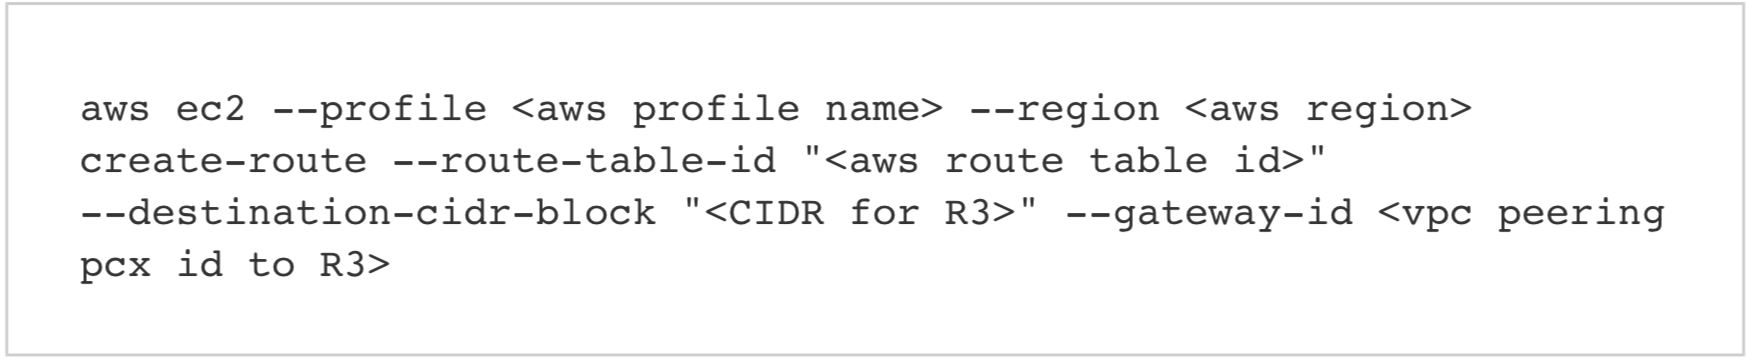 aws ec2 --profile <aws profile name> --region <aws region>
create-route --route-table-id "<aws route table id>"
--destination-cidr-block "<CIDR for R3>" --gateway-id <vpc peering
pcx id to R3>